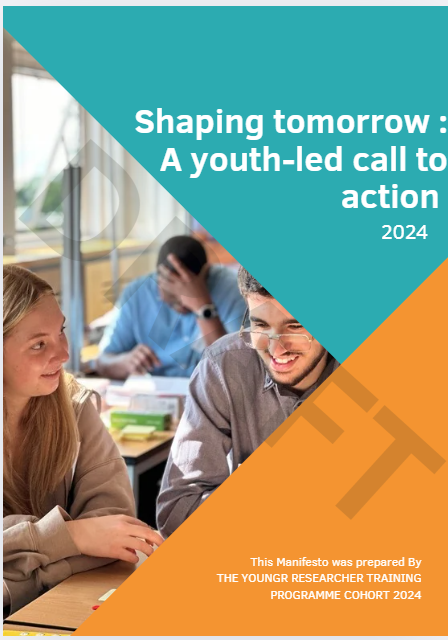 Shaping tomorrow :
A youth-led call to
action
2024
DRAFT
This Manifesto was prepared By
THE YOUNGR RESEARCHER TRAINING
PROGRAMME COHORT 2024